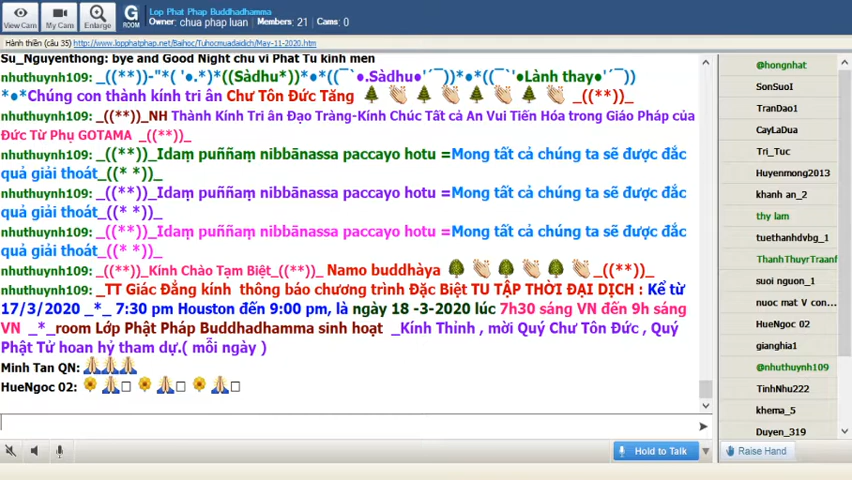 View Cam
My Cam
Enlarge
G
ROOM
Lop Phat Phap Buddhadhamma
Owner: chua phap luan Members: 21 Cams: 0
Hành thiền (câu 35) http://www.lopphatphap.net/Baihoc/Tuhocmuadaidich/May-11-2020.htm
Su_Nguyenthong: bye and Good Night chu vi Phat Tu kinh men
nhuthuynh109: _((**))-"*( '•.*)*((Sàdhu*))*●*((¯`●.Sàdhu●'´¯))*●*((¯`'●Lành thay●'´¯))
*●*Chúng con thành kính tri ân Chư Tôn Đức Tăng 🌲 👏 🌲 👏 🌲 👏 🌲 👏 _((**))_
nhuthuynh109: _((**))_NH Thành Kính Tri ân Đạo Tràng-Kính Chúc Tất cả An Vui Tiến Hóa trong Giáo Pháp của
Đức Từ Phụ GOTAMA _((**))_
nhuthuynh109: _((**))_Idaṃ puññaṃ nibbānassa paccayo hotu =Mong tất cả chúng ta sẽ được đắc
quả giải thoát_((* *))_
nhuthuynh109: _((**))_Idaṃ puññaṃ nibbānassa paccayo hotu =Mong tất cả chúng ta sẽ được đắc
quả giải thoát_((* *))_
nhuthuynh109: _((**))_Idaṃ puññaṃ nibbānassa paccayo hotu =Mong tất cả chúng ta sẽ được đắc
quả giải thoát_((* *))_
nhuthuynh109: _((**))_Kính Chào Tạm Biệt_((**))_ Namo buddhàya 🌳 👏 🌳 👏 🌳 👏 _((**))_
nhuthuynh109: _TT Giác Đẳng kính thông báo chương trình Đặc Biệt TU TẬP THỜI ĐẠI DỊCH : Kể từ
17/3/2020 _*_ 7:30 pm Houston đến 9:00 pm, là ngày 18 -3-2020 lúc 7h30 sáng VN đến 9h sáng
VN _*_room Lớp Phật Pháp Buddhadhamma sinh hoạt _Kính Thỉnh , mời Quý Chư Tôn Đức , Quý
Phật Tử hoan hỷ tham dự.( mỗi ngày )
Minh Tan QN: 🙏🙏🙏
HueNgoc 02: 🌼 🙏□ 🌼 🙏□ 🌼 🙏□
@hongnhat
SonSuoI
TranDao1
CayLaDua
Tri_Tuc
Huyenmong2013
khanh an_2
thy lam
tuethanhdvbg_1
ThanhThuyrTraanf
suoi nguon_1
nuoc mat V con...
HueNgoc 02
gianghia1
@nhuthuynh109
TinhNhu222
khema_5
Duyen_319
Hold to Talk
Raise Hand